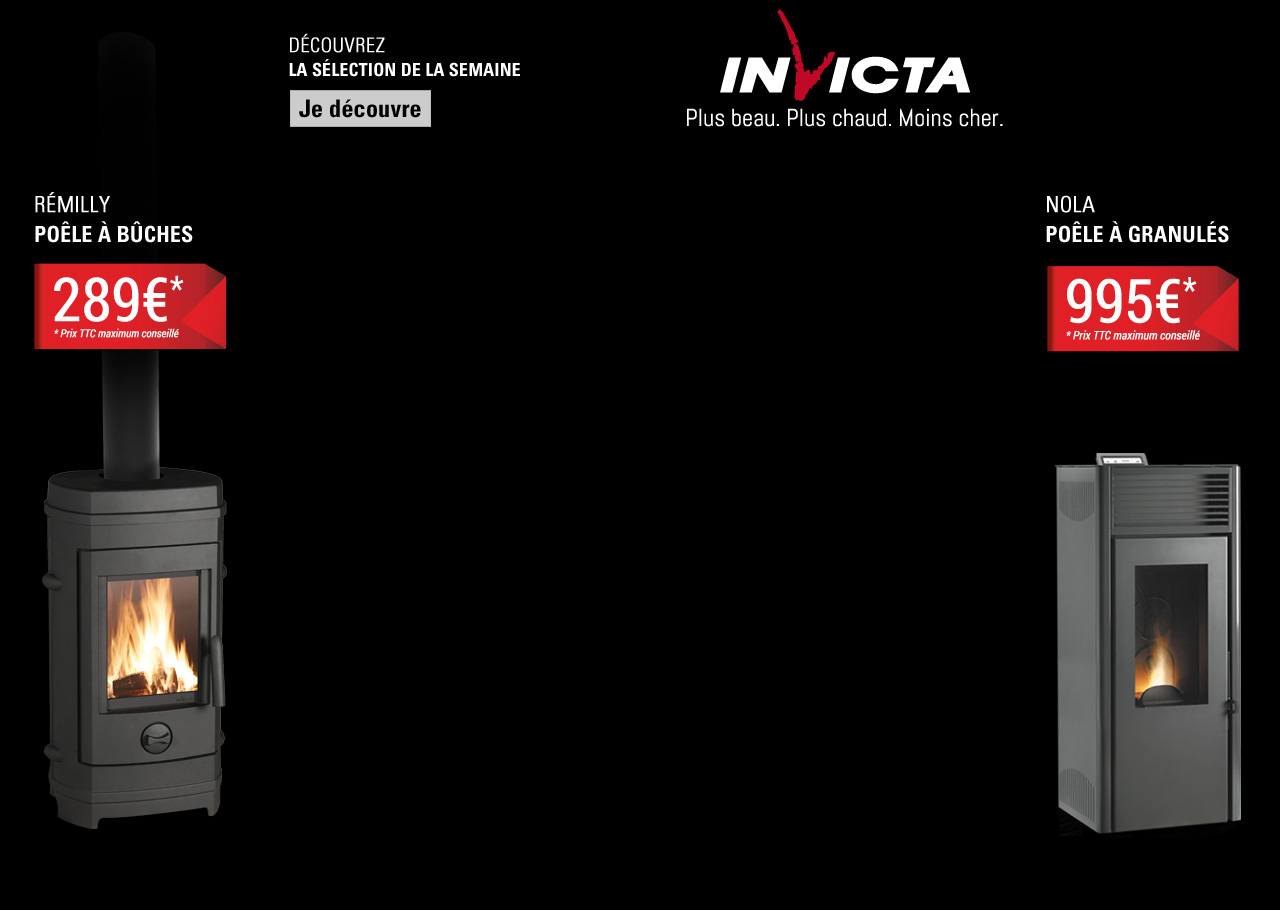 DÉCOUVREZ
LA SÉLECTION DE LA SEMAINE
Je découvre
INVICTA
Plus beau. Plus chaud. Moins cher.
RÉMILLY
POÊLE À BÛCHES
289€*
* Prix TTC maximum conseillé
NOLA
POÊLE À GRANULÉS
995€*
* Prix TTC maximum conseillé